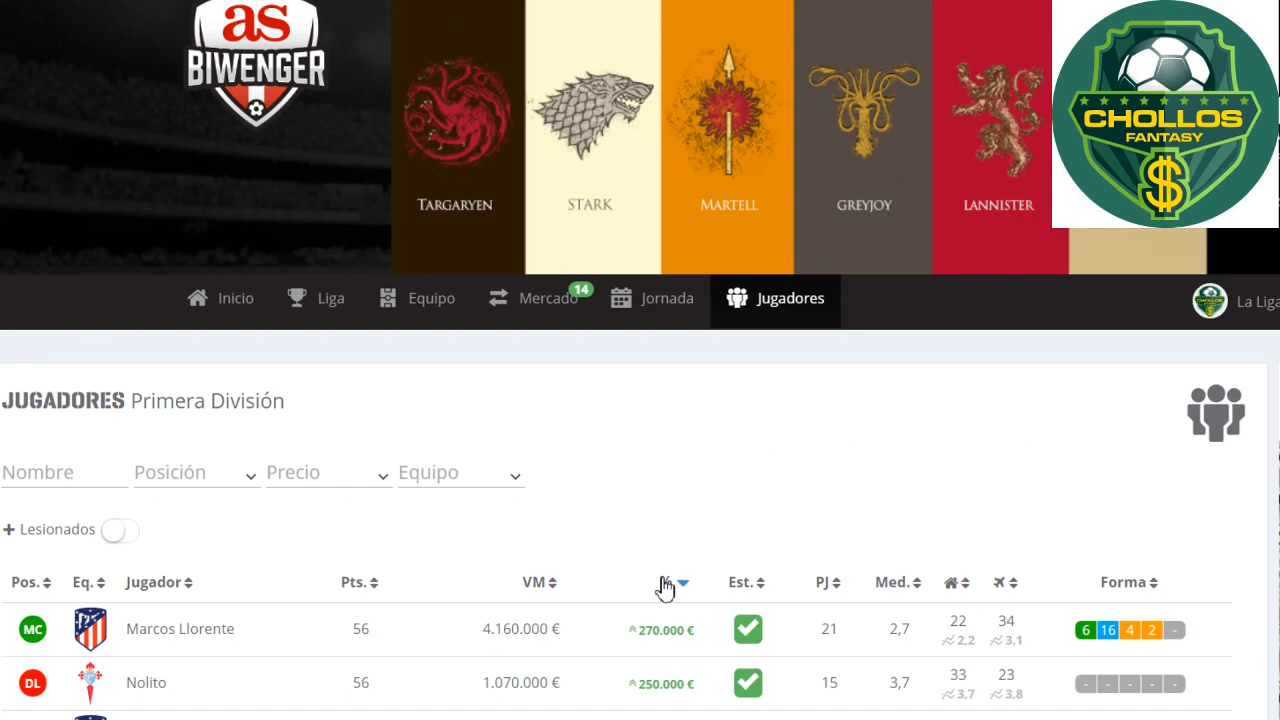 as
BIWENGER
TARGARYEN
STARK
MARTELL
GREYJOY
LANNISTER
CHOLLOS
FANTASY
$
Inicio
Liga
Equipo
Mercado 14
Jornada
Jugadores
La Liga
JUGADORES Primera División
Nombre Posición Precio Equipo
+ Lesionados
Pos. Eq. Jugador Pts. VM Est. PJ Med. Forma
MC Marcos Llorente 56 4.160.000 € 270.000 € 21 2,7 22 34 6 16 4 2 -
2,2 3,1
DL Nolito 56 1.070.000 € 250.000 € 15 3,7 33 23 - - - - -
3,7 3,8